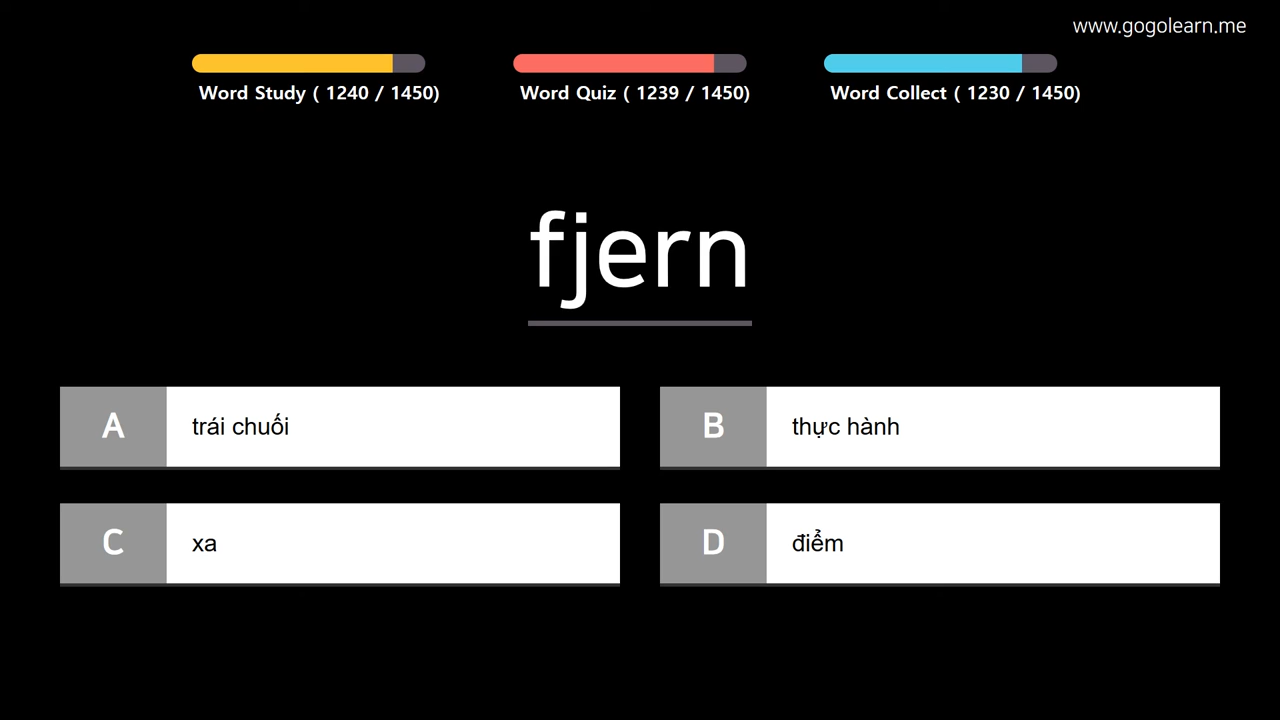 www.gogolearn.me
Word Study ( 1240 / 1450)
Word Quiz ( 1239 / 1450)
Word Collect ( 1230 / 1450)
fjern
A
trái chuối
B
thực hành
C
xa
D
điểm